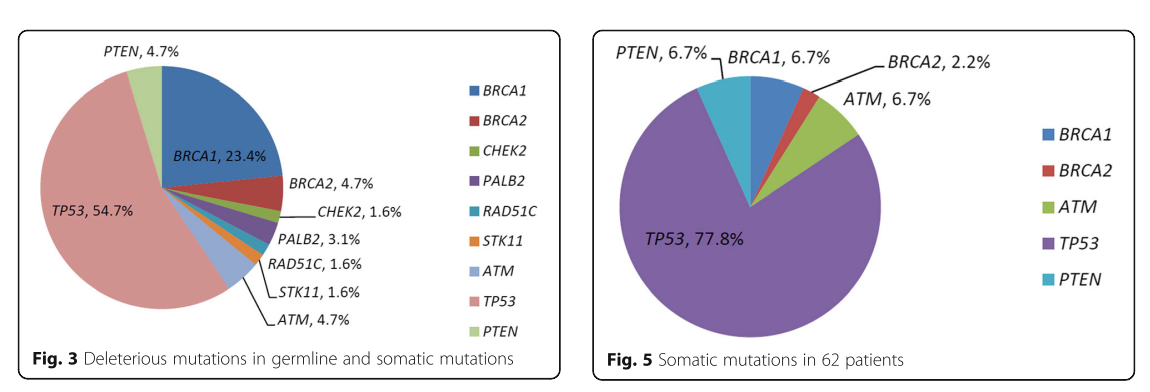 PTEN, 4.7%
BRCA1, 23.4%
BRCA2, 4.7%
CHEK2, 1.6%
PALB2, 3.1%
RAD51C, 1.6%
STK11, 1.6%
ATM, 4.7%
TP53, 54.7%
BRCA1
BRCA2
CHEK2
PALB2
RAD51C
STK11
ATM
TP53
PTEN
Fig. 3 Deleterious mutations in germline and somatic mutations
PTEN, 6.7%
BRCA1, 6.7%
BRCA2, 2.2%
ATM, 6.7%
TP53, 77.8%
BRCA1
BRCA2
ATM
TP53
PTEN
Fig. 5 Somatic mutations in 62 patients